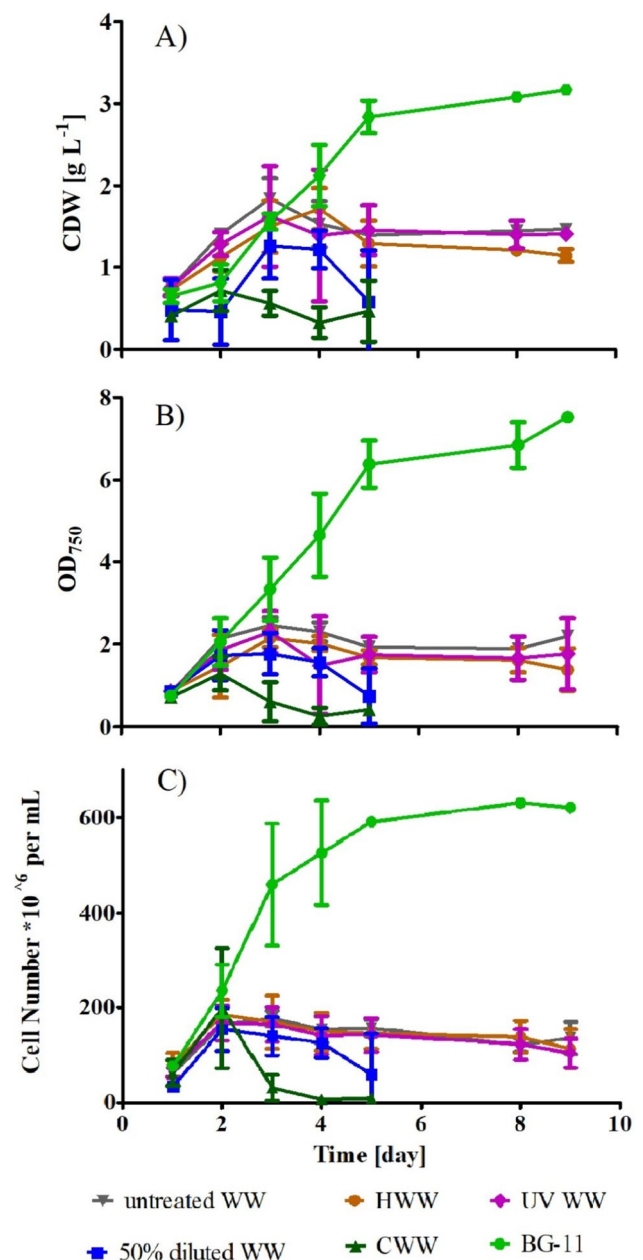 A)
4
3
2
1
0
CDW [g L⁻¹]
B)
8
6
4
2
0
OD₇₅₀
C)
600
400
200
0
Cell Number *10 ^6 per mL
0 2 4 6 8 10
Time [day]
untreated WW HWW UV WW
50% diluted WW CWW BG-11